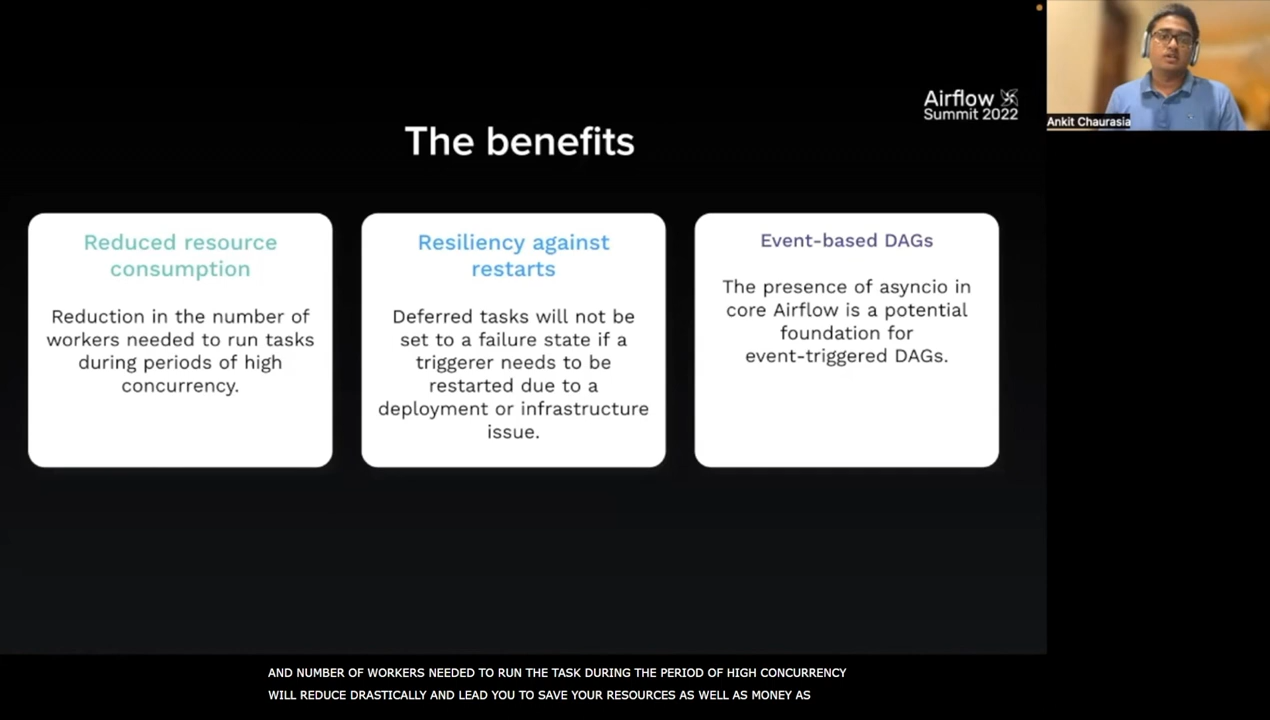 Airflow
Summit 2022
Ankit Chaurasia
The benefits
Reduced resource
consumption
Reduction in the number of
workers needed to run tasks
during periods of high
concurrency.
Resiliency against
restarts
Deferred tasks will not be
set to a failure state if a
triggerer needs to be
restarted due to a
deployment or infrastructure
issue.
Event-based DAGs
The presence of asyncio in
core Airflow is a potential
foundation for
event-triggered DAGs.
AND NUMBER OF WORKERS NEEDED TO RUN THE TASK DURING THE PERIOD OF HIGH CONCURRENCY
WILL REDUCE DRASTICALLY AND LEAD YOU TO SAVE YOUR RESOURCES AS WELL AS MONEY AS